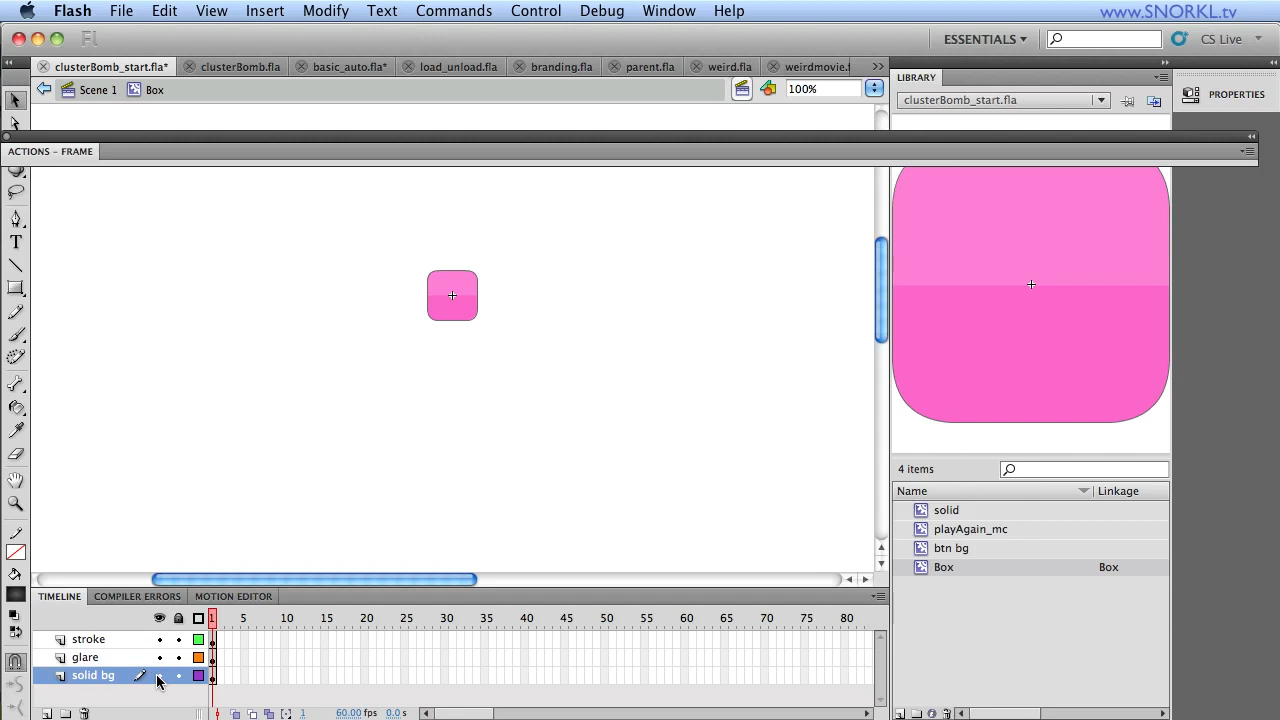 Flash File Edit View Insert Modify Text Commands Control Debug Window Help www.SNORKL.tv
Fl ESSENTIALS CS Live
clusterBomb_start.fla* clusterBomb.fla basic_auto.fla* load_unload.fla branding.fla parent.fla weird.fla weirdmovie.f
LIBRARY
Scene 1 Box 100%
clusterBomb_start.fla
PROPERTIES
ACTIONS - FRAME
4 items
Name Linkage
solid
playAgain_mc
btn bg
Box Box
TIMELINE COMPILER ERRORS MOTION EDITOR
1 5 10 15 20 25 30 35 40 45 50 55 60 65 70 75 80
stroke
glare
solid bg
1 60.00 fps 0.0 s